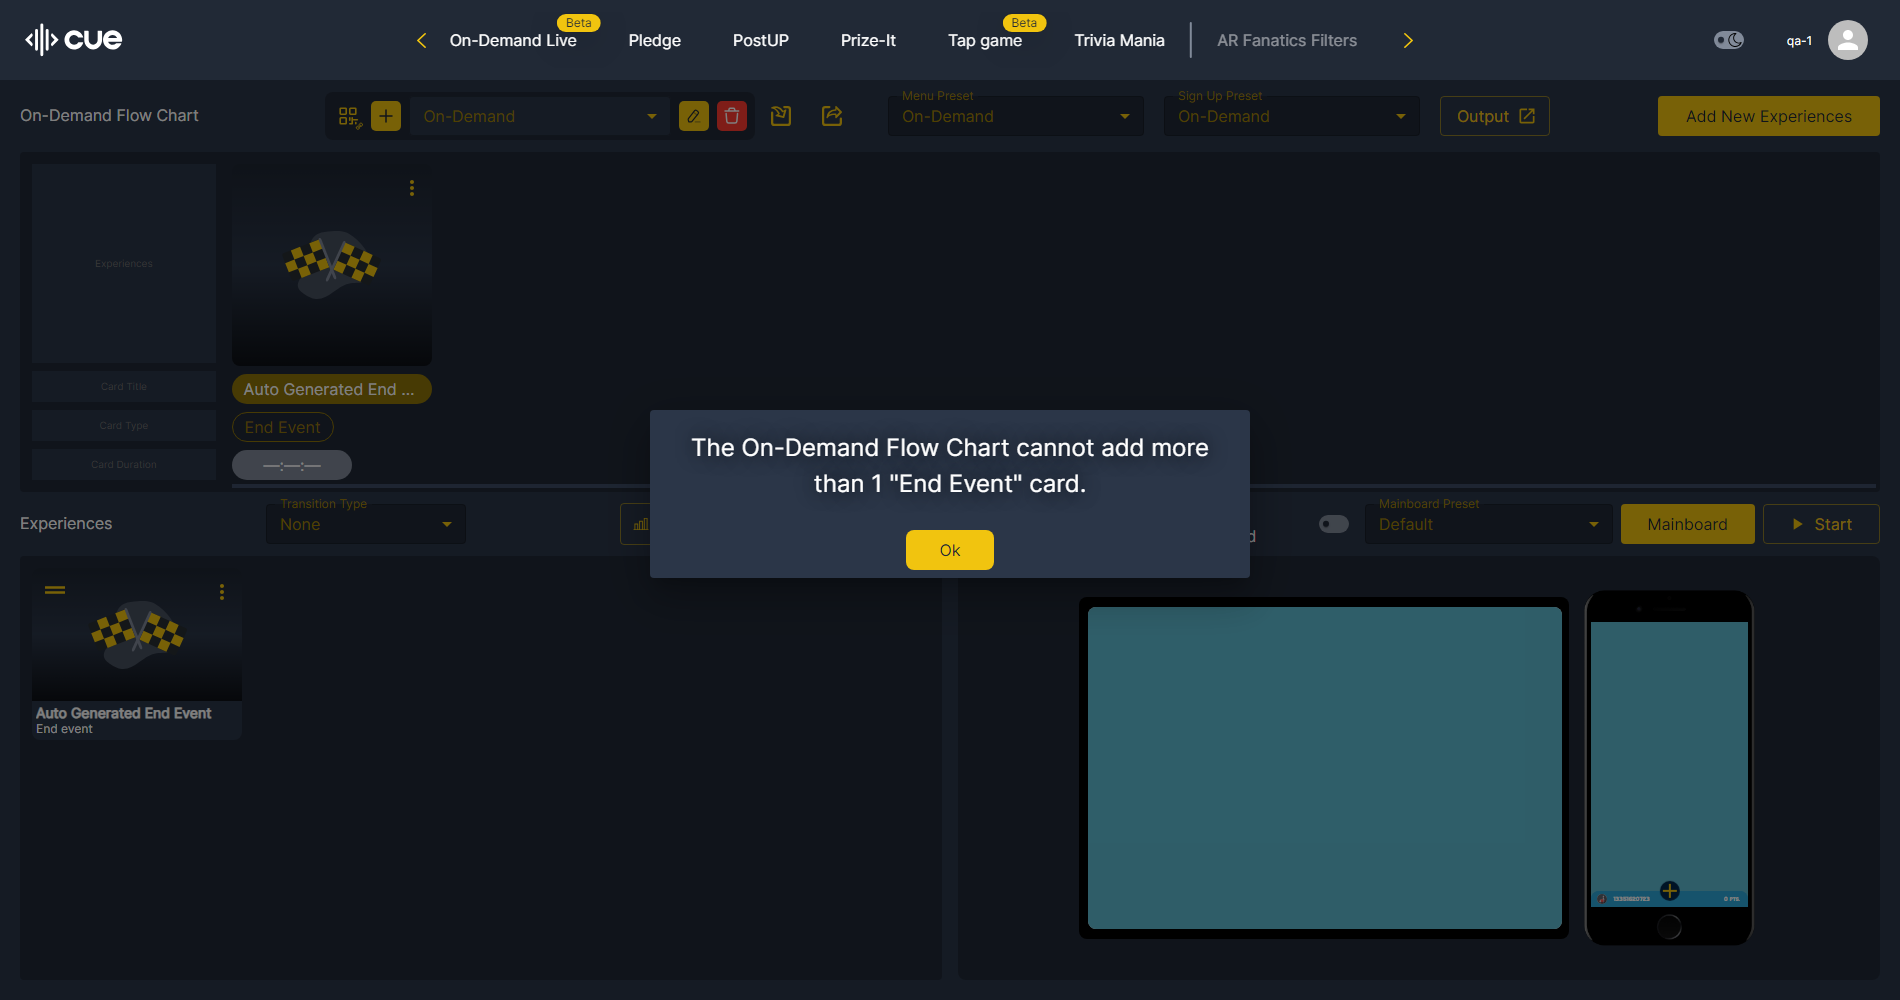 cue
On-Demand Live
Beta
Pledge
PostUP
Prize-It
Tap game
Beta
Trivia Mania
AR Fanatics Filters
qa-1
On-Demand Flow Chart
On-Demand
Menu Preset
On-Demand
Sign Up Preset
On-Demand
Output
Add New Experiences
Experiences
Card Title
Auto Generated End ...
Card Type
End Event
Card Duration
—:—:—
The On-Demand Flow Chart cannot add more
than 1 "End Event" card.
Ok
Experiences
Transition Type
None
d
Mainboard Preset
Default
Mainboard
Start
Auto Generated End Event
End event
0 PTS.